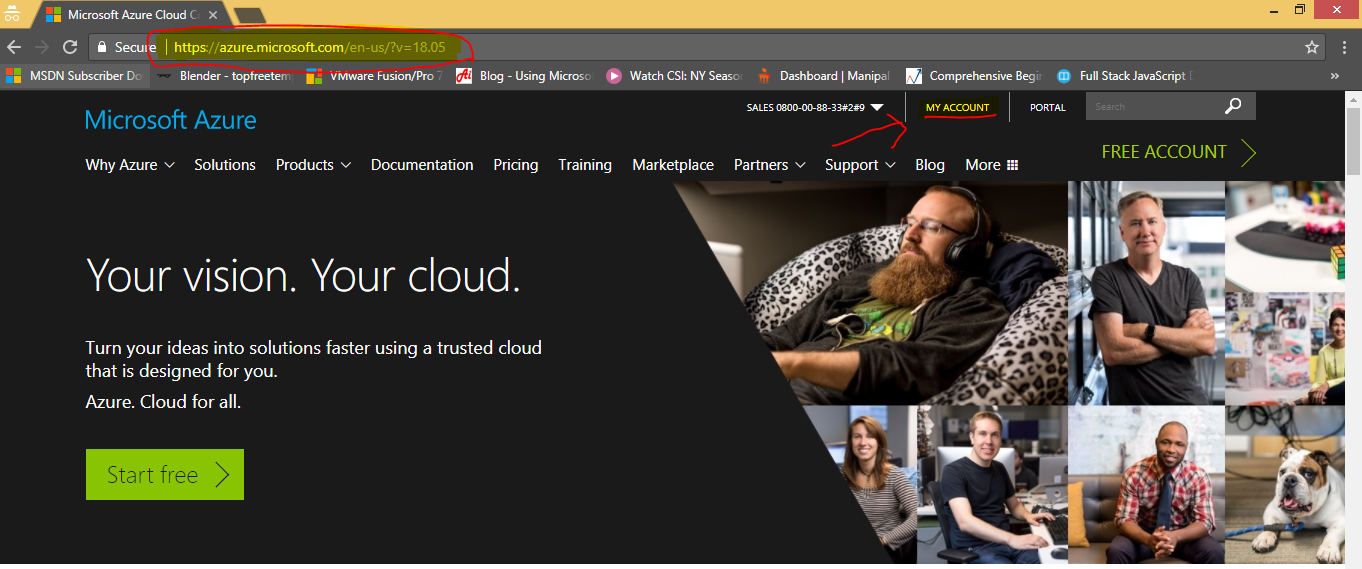 Microsoft Azure Cloud C
Secure | https://azure.microsoft.com/en-us/?v=18.05
MSDN Subscriber Do Blender - topfreetem VMware Fusion/Pro 7 Blog - Using Microso Watch CSI: NY Season Dashboard | Manipal Comprehensive Begin Full Stack JavaScript D »
SALES 0800-00-88-33#2#9 MY ACCOUNT PORTAL Search
Microsoft Azure
FREE ACCOUNT
Why Azure Solutions Products Documentation Pricing Training Marketplace Partners Support Blog More
Your vision. Your cloud.
Turn your ideas into solutions faster using a trusted cloud
that is designed for you.
Azure. Cloud for all.
Start free